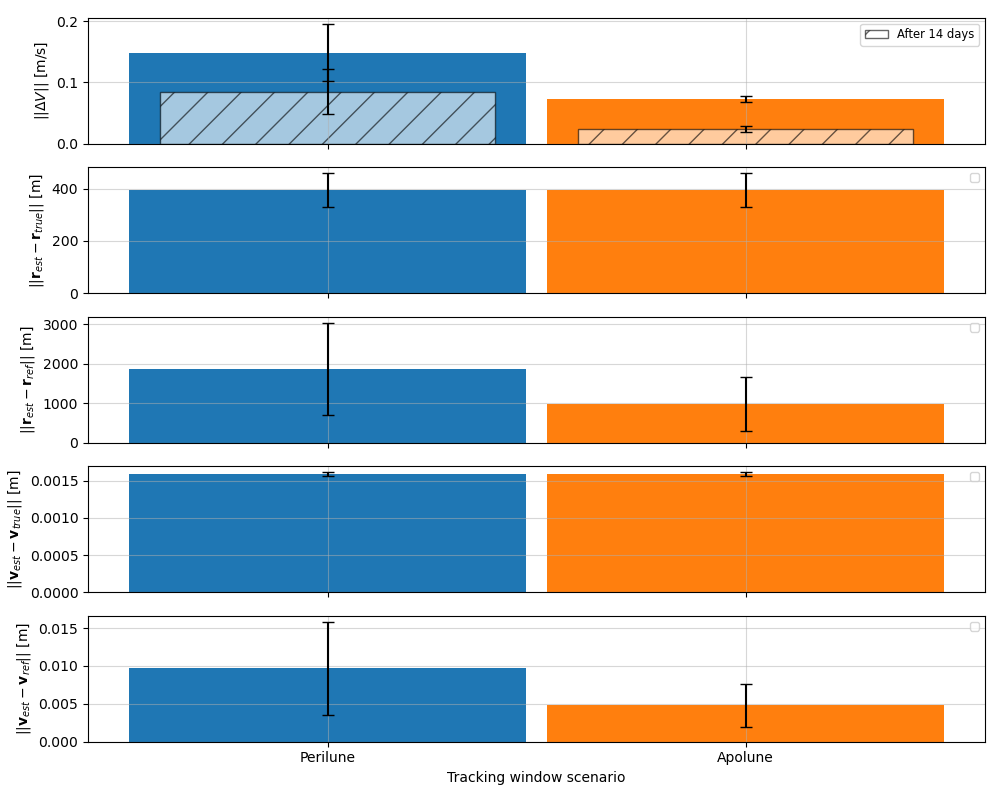 0.2
0.1
0.0
||ΔV|| [m/s]
After 14 days
400
200
0
||r_est − r_true|| [m]
3000
2000
1000
0
||r_est − r_ref|| [m]
0.0015
0.0010
0.0005
0.0000
||v_est − v_true|| [m]
0.015
0.010
0.005
0.000
||v_est − v_ref|| [m]
Perilune
Apolune
Tracking window scenario